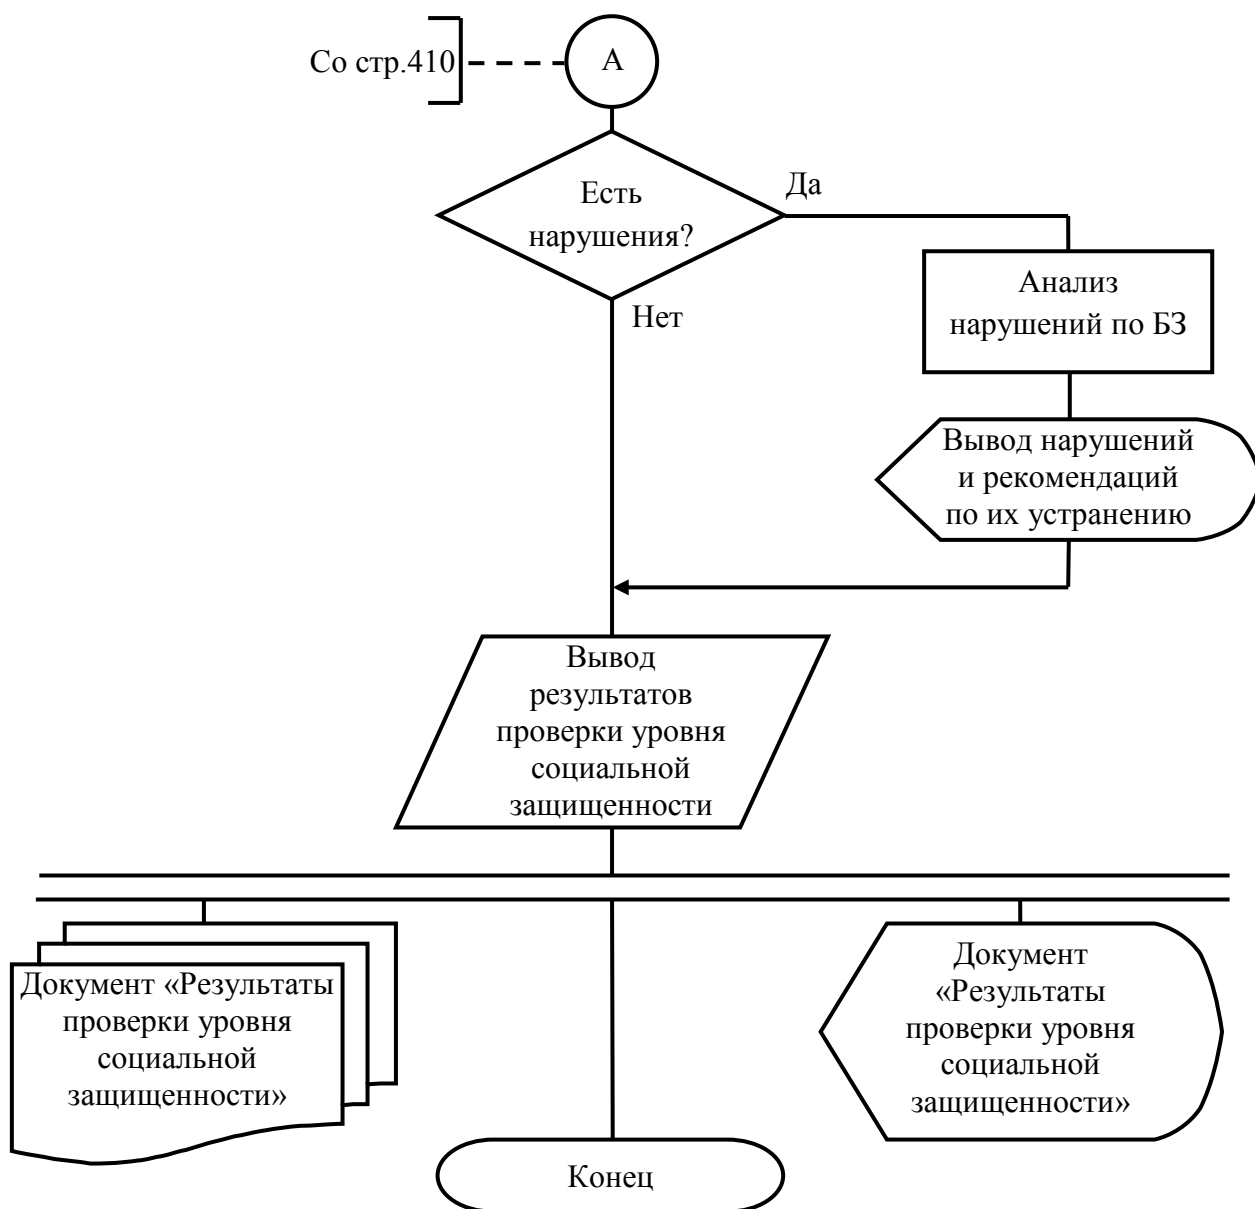 Со стр.410
А
Есть
нарушения?
Да
Нет
Анализ
нарушений по БЗ
Вывод нарушений
и рекомендаций
по их устранению
Вывод
результатов
проверки уровня
социальной
защищенности
Документ «Результаты
проверки уровня
социальной
защищенности»
Документ
«Результаты
проверки уровня
социальной
защищенности»
Конец